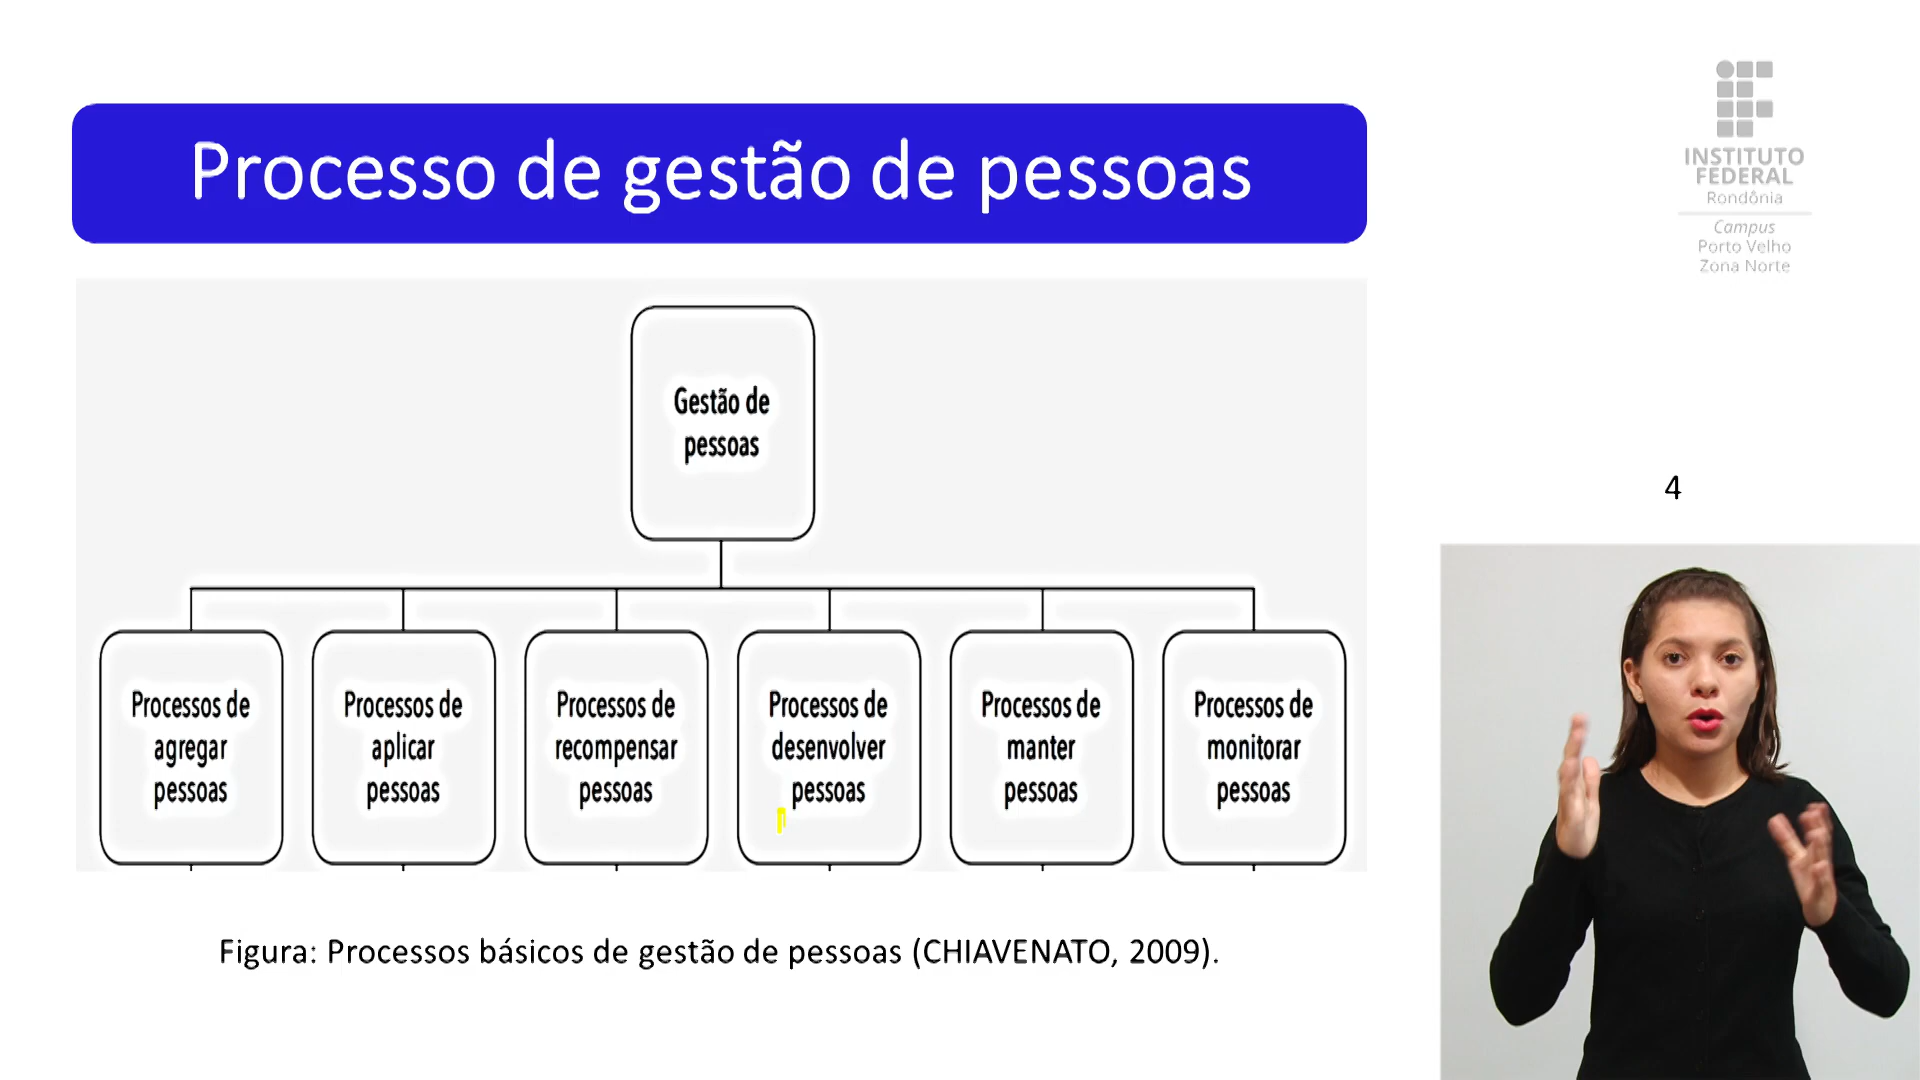 Processo de gestão de pessoas
INSTITUTO
FEDERAL
Rondônia
Campus
Porto Velho
Zona Norte
Gestão de
pessoas
4
Processos de
agregar
pessoas
Processos de
aplicar
pessoas
Processos de
recompensar
pessoas
Processos de
desenvolver
pessoas
Processos de
manter
pessoas
Processos de
monitorar
pessoas
Figura: Processos básicos de gestão de pessoas (CHIAVENATO, 2009).